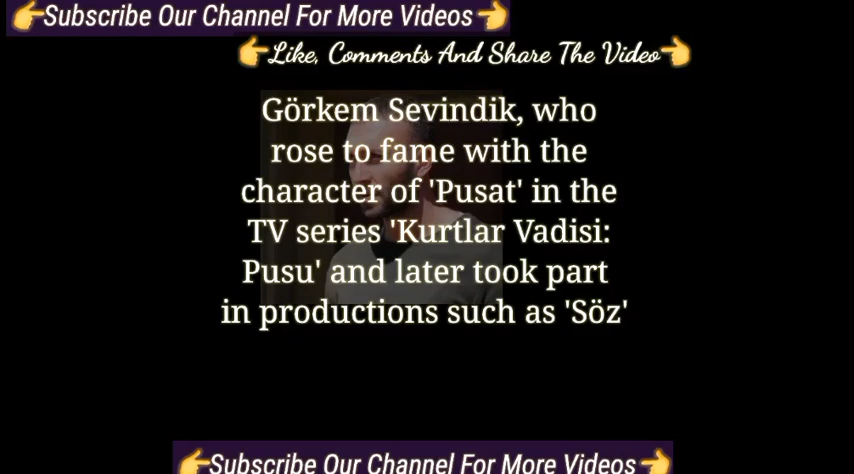 👉Subscribe Our Channel For More Videos👈
👉Like, Comments And Share The Video👈
Görkem Sevindik, who
rose to fame with the
character of 'Pusat' in the
TV series 'Kurtlar Vadisi:
Pusu' and later took part
in productions such as 'Söz'
👉Subscribe Our Channel For More Videos👈